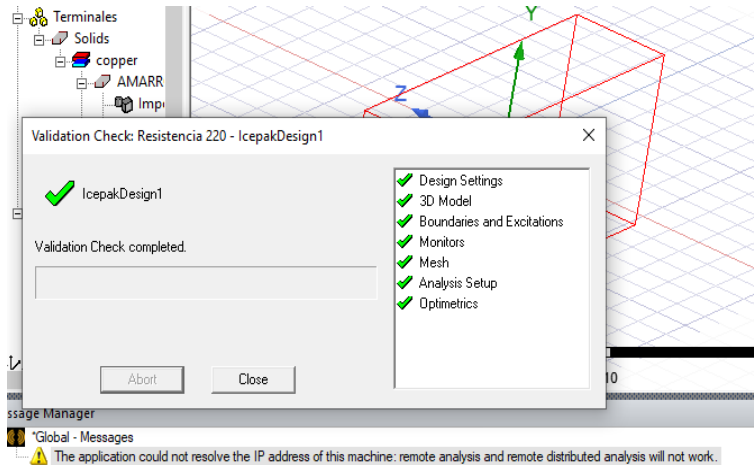 Terminales
Solids
copper
AMARR
Impo
Y
Z
Validation Check: Resistencia 220 - IcepakDesign1
IcepakDesign1
Validation Check completed.
Abort
Close
Design Settings
3D Model
Boundaries and Excitations
Monitors
Mesh
Analysis Setup
Optimetrics
10
ssage Manager
*Global - Messages
The application could not resolve the IP address of this machine: remote analysis and remote distributed analysis will not work.